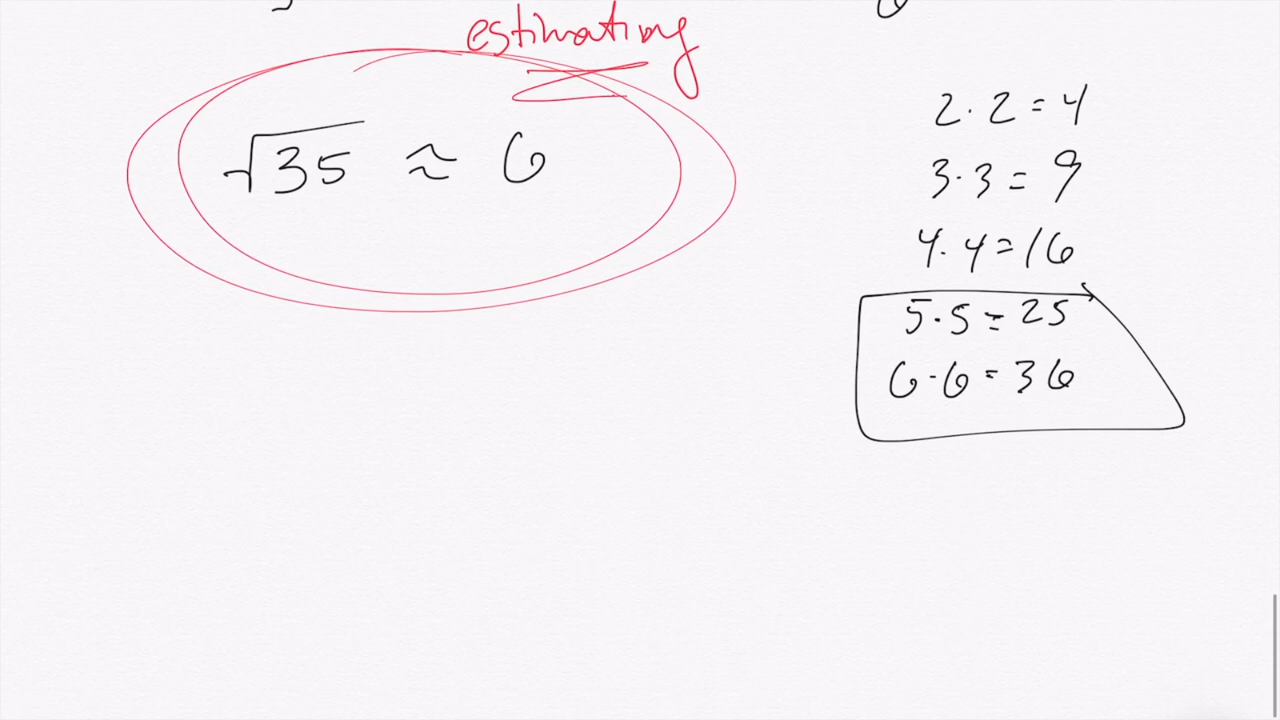 estimating
√35 ≈ 6
2 · 2 = 4
3 · 3 = 9
4 · 4 = 16
5 · 5 = 25
6 · 6 = 36